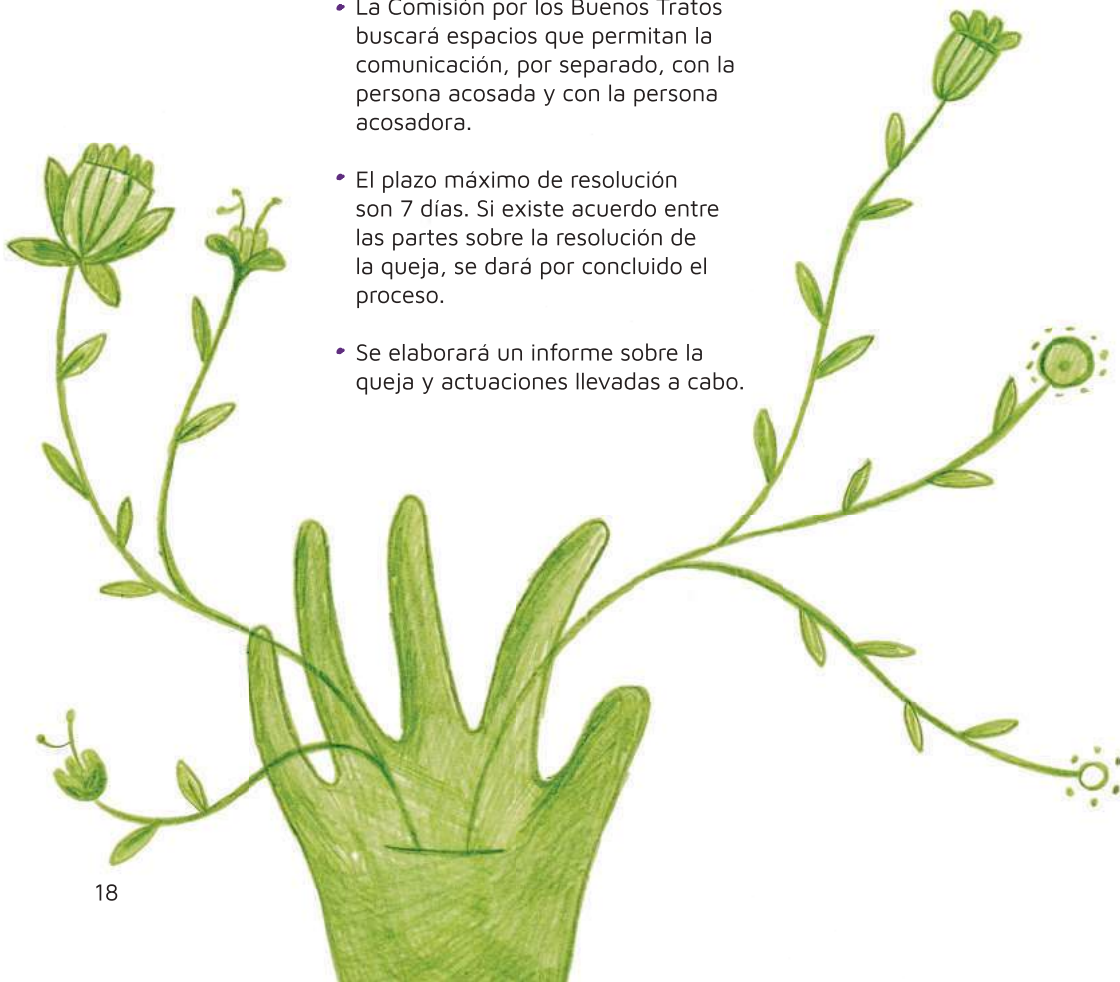 • La Comisión por los Buenos Tratos
buscará espacios que permitan la
comunicación, por separado, con la
persona acosada y con la persona
acosadora.
• El plazo máximo de resolución
son 7 días. Si existe acuerdo entre
las partes sobre la resolución de
la queja, se dará por concluido el
proceso.
• Se elaborará un informe sobre la
queja y actuaciones llevadas a cabo.
18